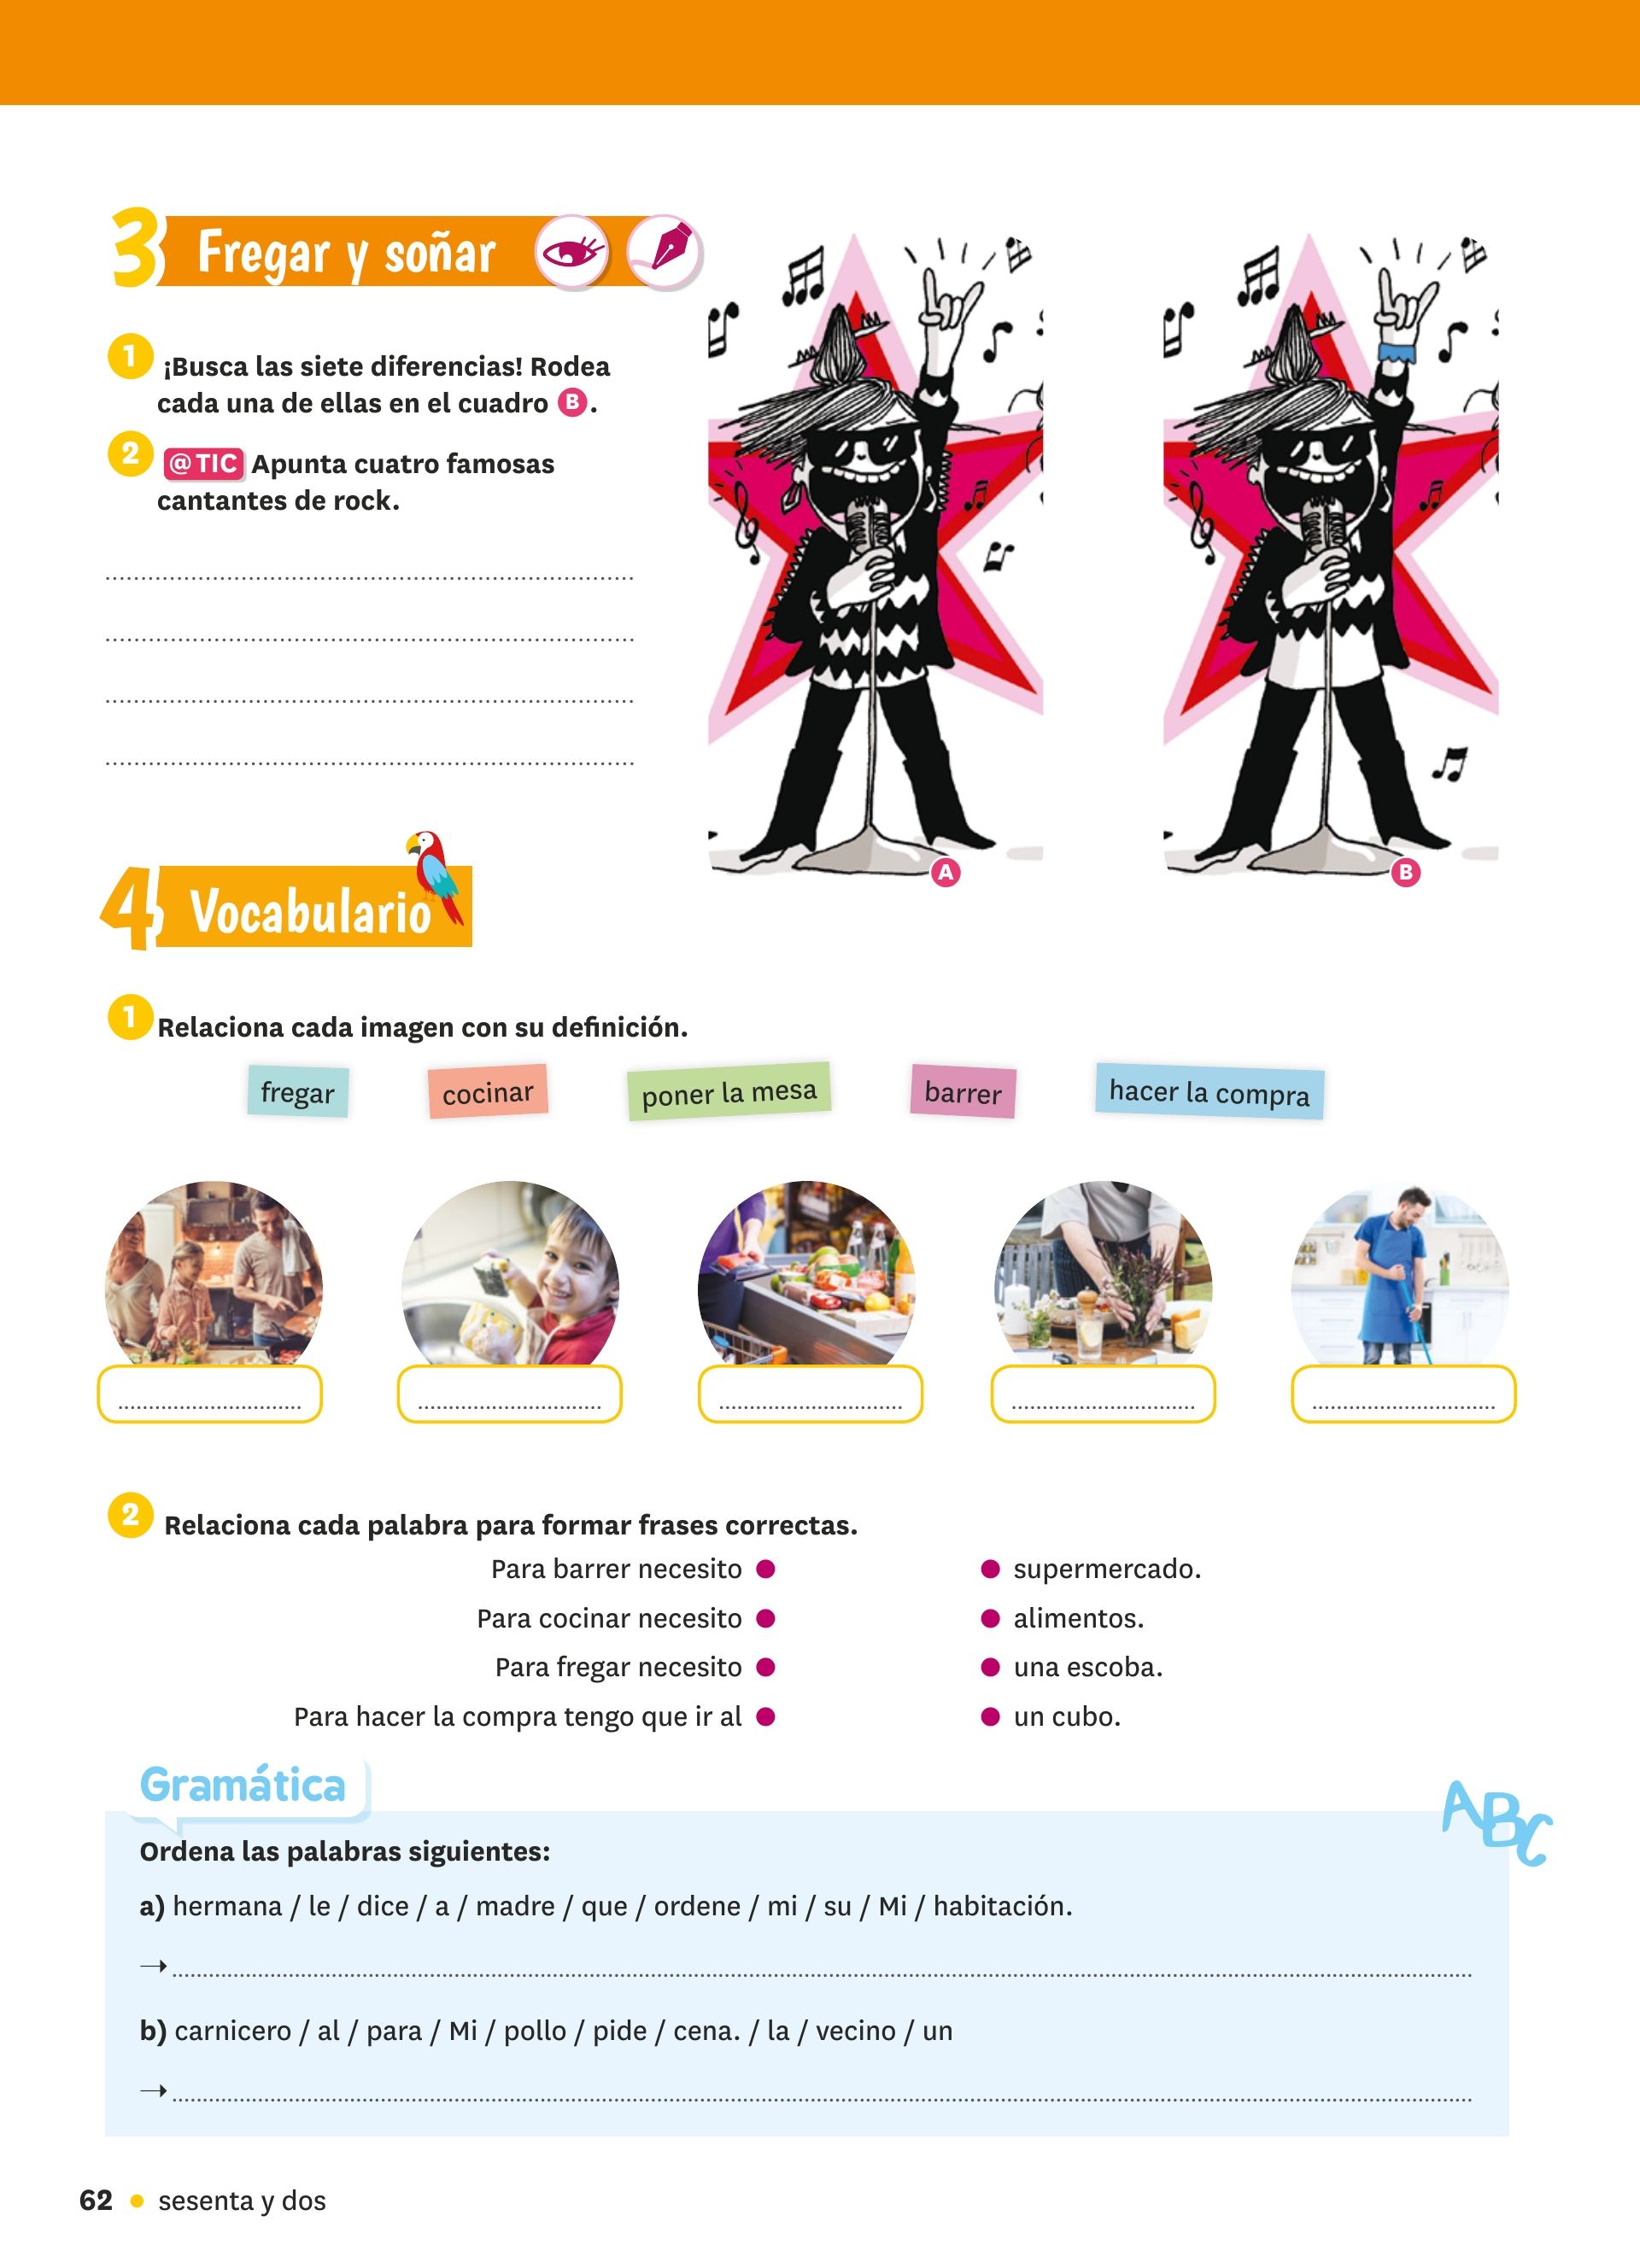 3 Fregar y soñar
1 ¡Busca las siete diferencias! Rodea
cada una de ellas en el cuadro B.
2 @TIC Apunta cuatro famosas
cantantes de rock.
A
B
4 Vocabulario
1 Relaciona cada imagen con su definición.
fregar cocinar poner la mesa barrer hacer la compra
2 Relaciona cada palabra para formar frases correctas.
Para barrer necesito ● ● supermercado.
Para cocinar necesito ● ● alimentos.
Para fregar necesito ● ● una escoba.
Para hacer la compra tengo que ir al ● ● un cubo.
Gramática
ABC
Ordena las palabras siguientes:
a) hermana / le / dice / a / madre / que / ordene / mi / su / Mi / habitación.
b) carnicero / al / para / Mi / pollo / pide / cena. / la / vecino / un
62 ● sesenta y dos